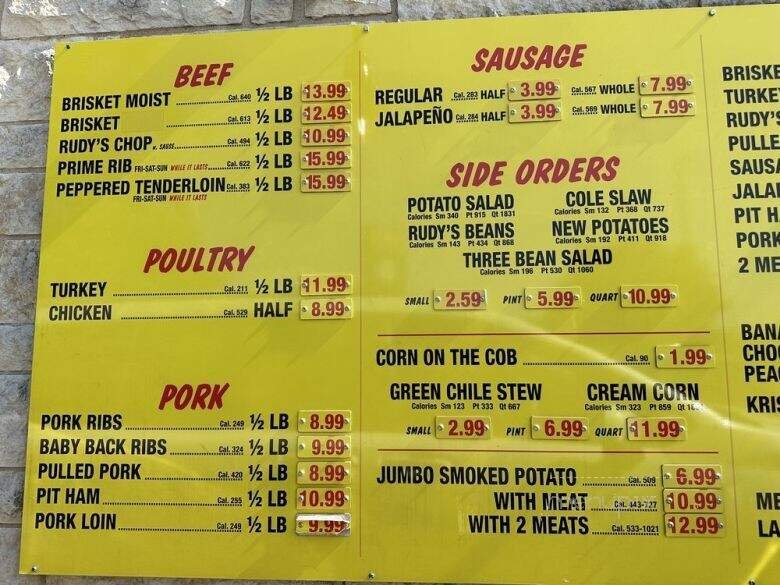 BEEF
BRISKET MOIST Cal. 640 ½ LB 13.99
BRISKET Cal. 613 ½ LB 12.49
RUDY'S CHOP w. SAUS. Cal. 494 ½ LB 10.99
PRIME RIB FRI-SAT-SUN WHILE IT LASTS Cal. 622 ½ LB 15.99
PEPPERED TENDERLOIN Cal. 383 ½ LB 15.99
FRI-SAT-SUN WHILE IT LASTS
POULTRY
TURKEY Cal. 211 ½ LB 11.99
CHICKEN Cal. 529 HALF 8.99
PORK
PORK RIBS Cal. 249 ½ LB 8.99
BABY BACK RIBS Cal. 324 ½ LB 9.99
PULLED PORK Cal. 420 ½ LB 8.99
PIT HAM Cal. 255 ½ LB 10.99
PORK LOIN Cal. 249 ½ LB 9.99
SAUSAGE
REGULAR Cal. 283 HALF 3.99 Cal. 567 WHOLE 7.99
JALAPEÑO Cal. 284 HALF 3.99 Cal. 569 WHOLE 7.99
SIDE ORDERS
POTATO SALAD COLE SLAW
Calories Sm 340 Pt 915 Qt 1831 Calories Sm 132 Pt 368 Qt 737
RUDY'S BEANS NEW POTATOES
Calories Sm 143 Pt 434 Qt 868 Calories Sm 192 Pt 411 Qt 918
THREE BEAN SALAD
Calories Sm 196 Pt 530 Qt 1060
SMALL 2.59 PINT 5.99 QUART 10.99
CORN ON THE COB Cal. 90 1.99
GREEN CHILE STEW CREAM CORN
Calories Sm 123 Pt 333 Qt 667 Calories Sm 323 Pt 859 Qt
SMALL 2.99 PINT 6.99 QUART 11.99
JUMBO SMOKED POTATO Cal. 509 6.99
WITH MEAT Cal. 10.99
WITH 2 MEATS Cal. 533-1021 12.99
BRISKE
TURKE
RUDY'S
PULLE
SAUSA
JALAI
PIT H
PORK
2 ME
BANA
CHO
PEA
KRIS
ME
LA